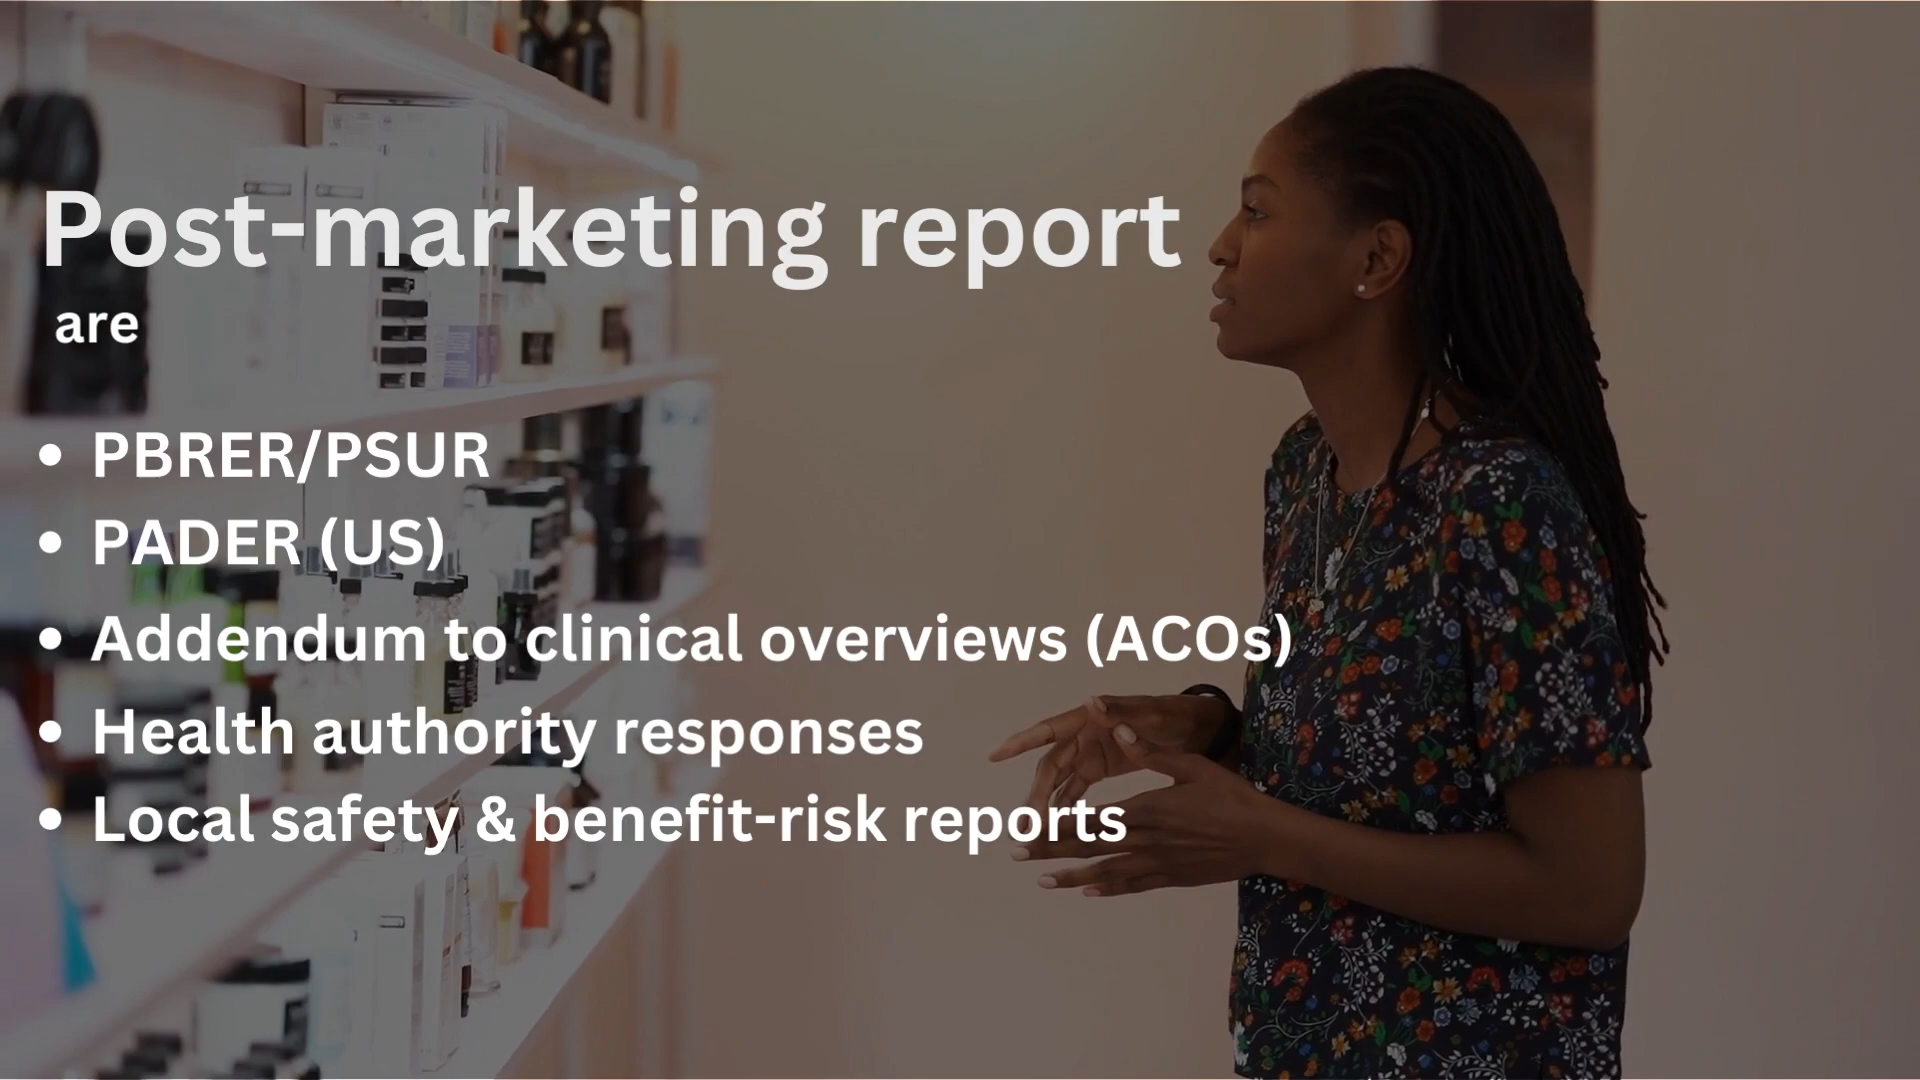 Post-marketing report
are
• PBRER/PSUR
• PADER (US)
• Addendum to clinical overviews (ACOs)
• Health authority responses
• Local safety & benefit-risk reports